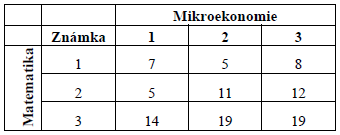 Mikroekonomie
Známka 1 2 3
Matematika
1 7 5 8
2 5 11 12
3 14 19 19